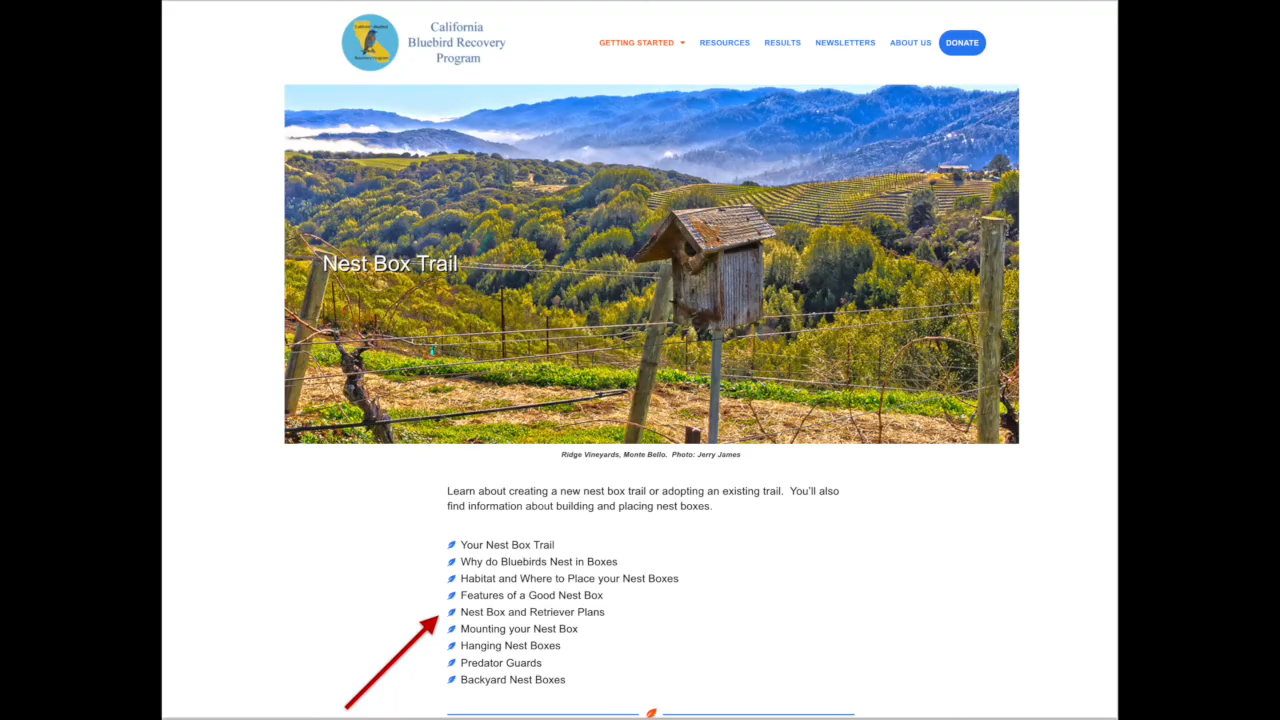 California Bluebird
Recovery Program
California
Bluebird Recovery
Program
GETTING STARTED
RESOURCES
RESULTS
NEWSLETTERS
ABOUT US
DONATE
Nest Box Trail
Ridge Vineyards, Monte Bello.  Photo: Jerry James
Learn about creating a new nest box trail or adopting an existing trail.  You’ll also
find information about building and placing nest boxes.
Your Nest Box Trail
Why do Bluebirds Nest in Boxes
Habitat and Where to Place your Nest Boxes
Features of a Good Nest Box
Nest Box and Retriever Plans
Mounting your Nest Box
Hanging Nest Boxes
Predator Guards
Backyard Nest Boxes